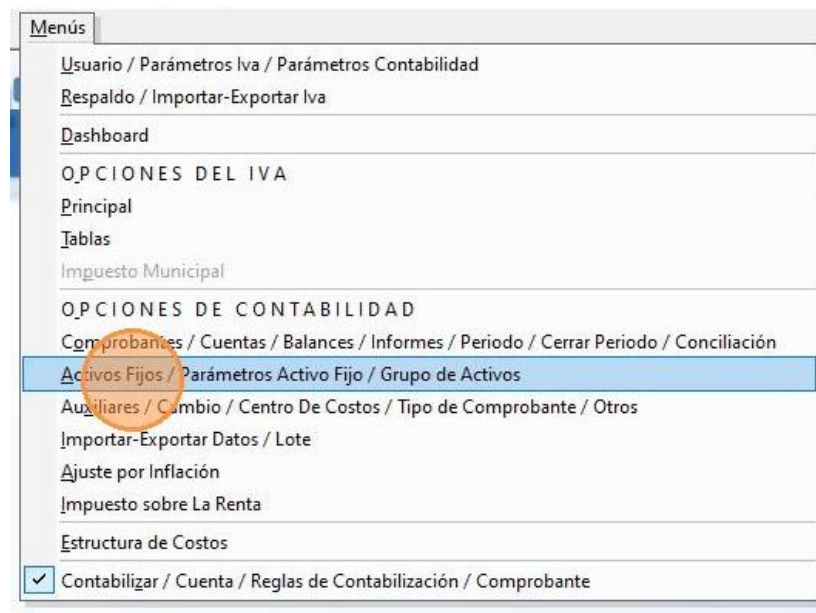 Menús
Usuario / Parámetros Iva / Parámetros Contabilidad
Respaldo / Importar-Exportar Iva
Dashboard
OPCIONES DEL IVA
Principal
Tablas
Impuesto Municipal
OPCIONES DE CONTABILIDAD
Comprobantes / Cuentas / Balances / Informes / Periodo / Cerrar Periodo / Conciliación
Activos Fijos / Parámetros Activo Fijo / Grupo de Activos
Auxiliares / Cambio / Centro De Costos / Tipo de Comprobante / Otros
Importar-Exportar Datos / Lote
Ajuste por Inflación
Impuesto sobre La Renta
Estructura de Costos
Contabilizar / Cuenta / Reglas de Contabilización / Comprobante